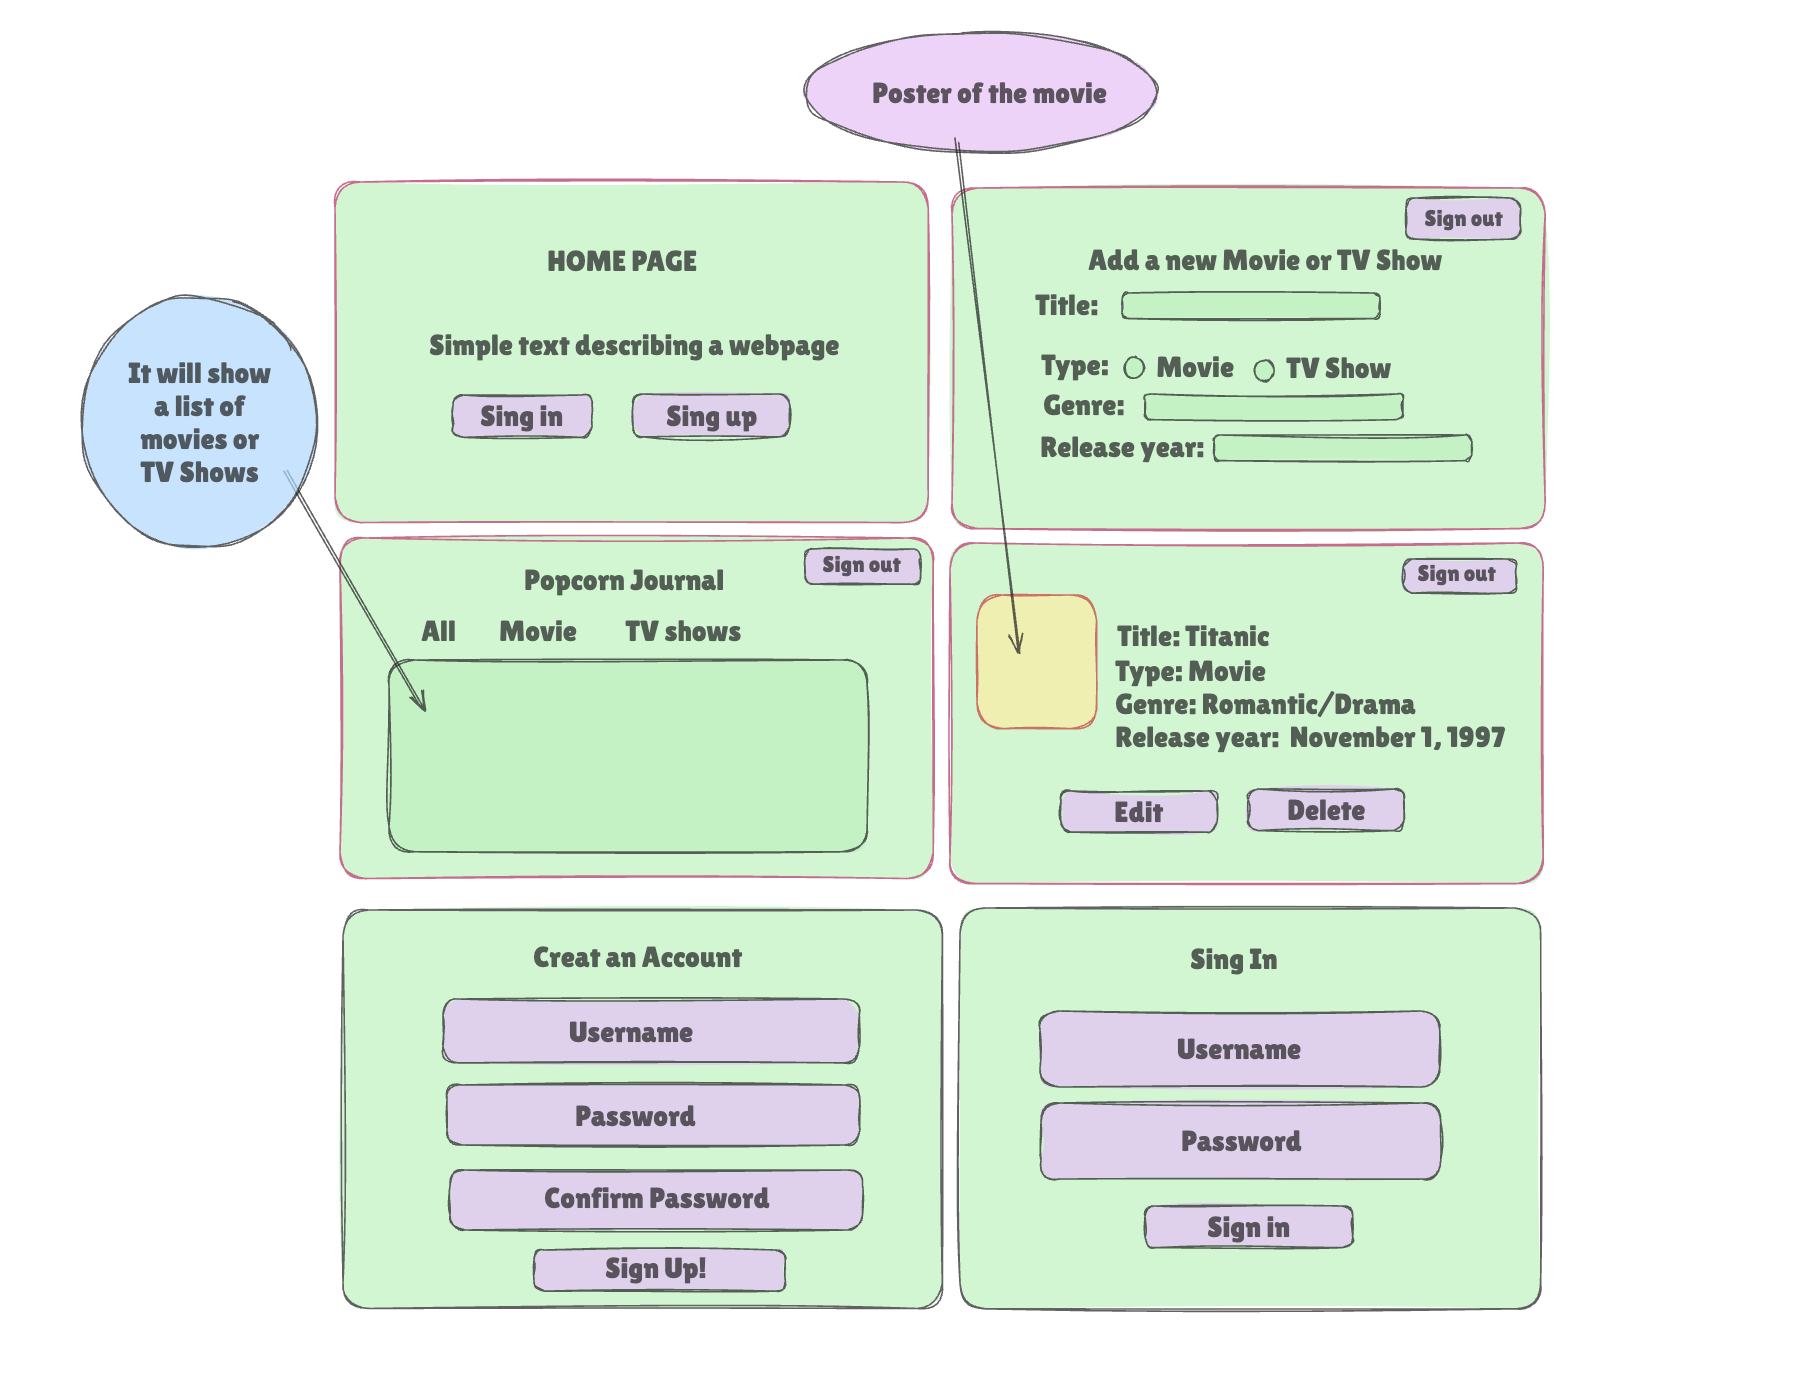 Poster of the movie
It will show
a list of
movies or
TV Shows
HOME PAGE
Simple text describing a webpage
Sing in
Sing up
Sign out
Add a new Movie or TV Show
Title:
Type: Movie TV Show
Genre:
Release year:
Sign out
Popcorn Journal
All Movie TV shows
Sign out
Title: Titanic
Type: Movie
Genre: Romantic/Drama
Release year: November 1, 1997
Edit
Delete
Creat an Account
Username
Password
Confirm Password
Sign Up!
Sing In
Username
Password
Sign in